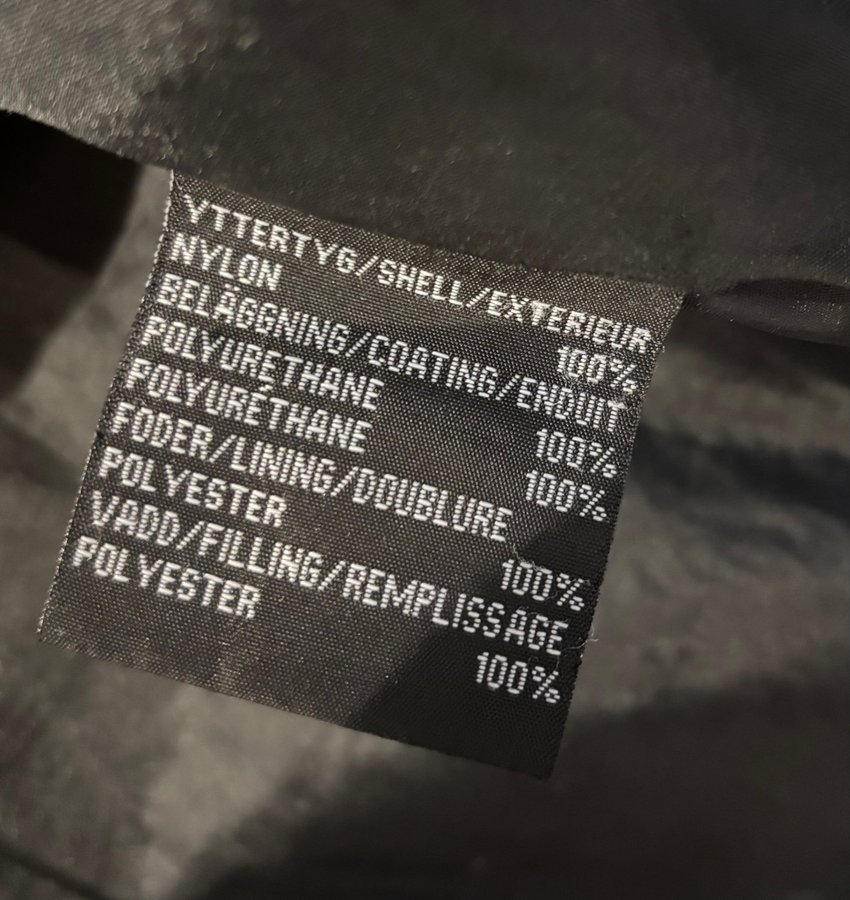 YTTERTYG/SHELL/EXTERIEUR
NYLON 100%
BELÄGGNING/COATING/ENDUIT
POLYURETHANE 100%
POLYURÉTHANE 100%
FODER/LINING/DOUBLURE
POLYESTER 100%
VADD/FILLING/REMPLISSAGE
POLYESTER 100%